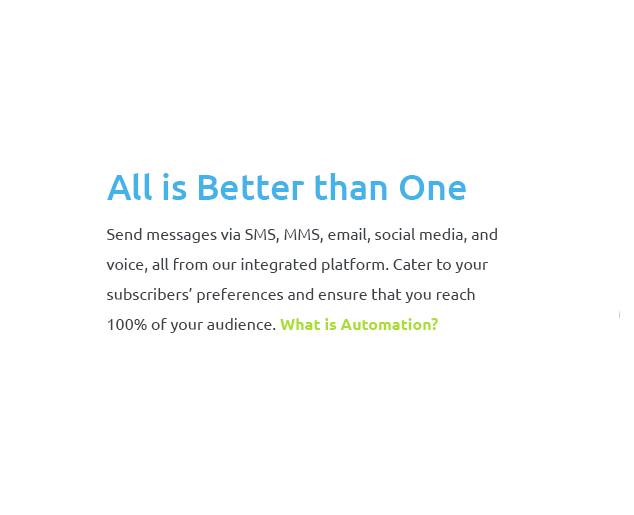 All is Better than One
Send messages via SMS, MMS, email, social media, and
voice, all from our integrated platform. Cater to your
subscribers’ preferences and ensure that you reach
100% of your audience. What is Automation?